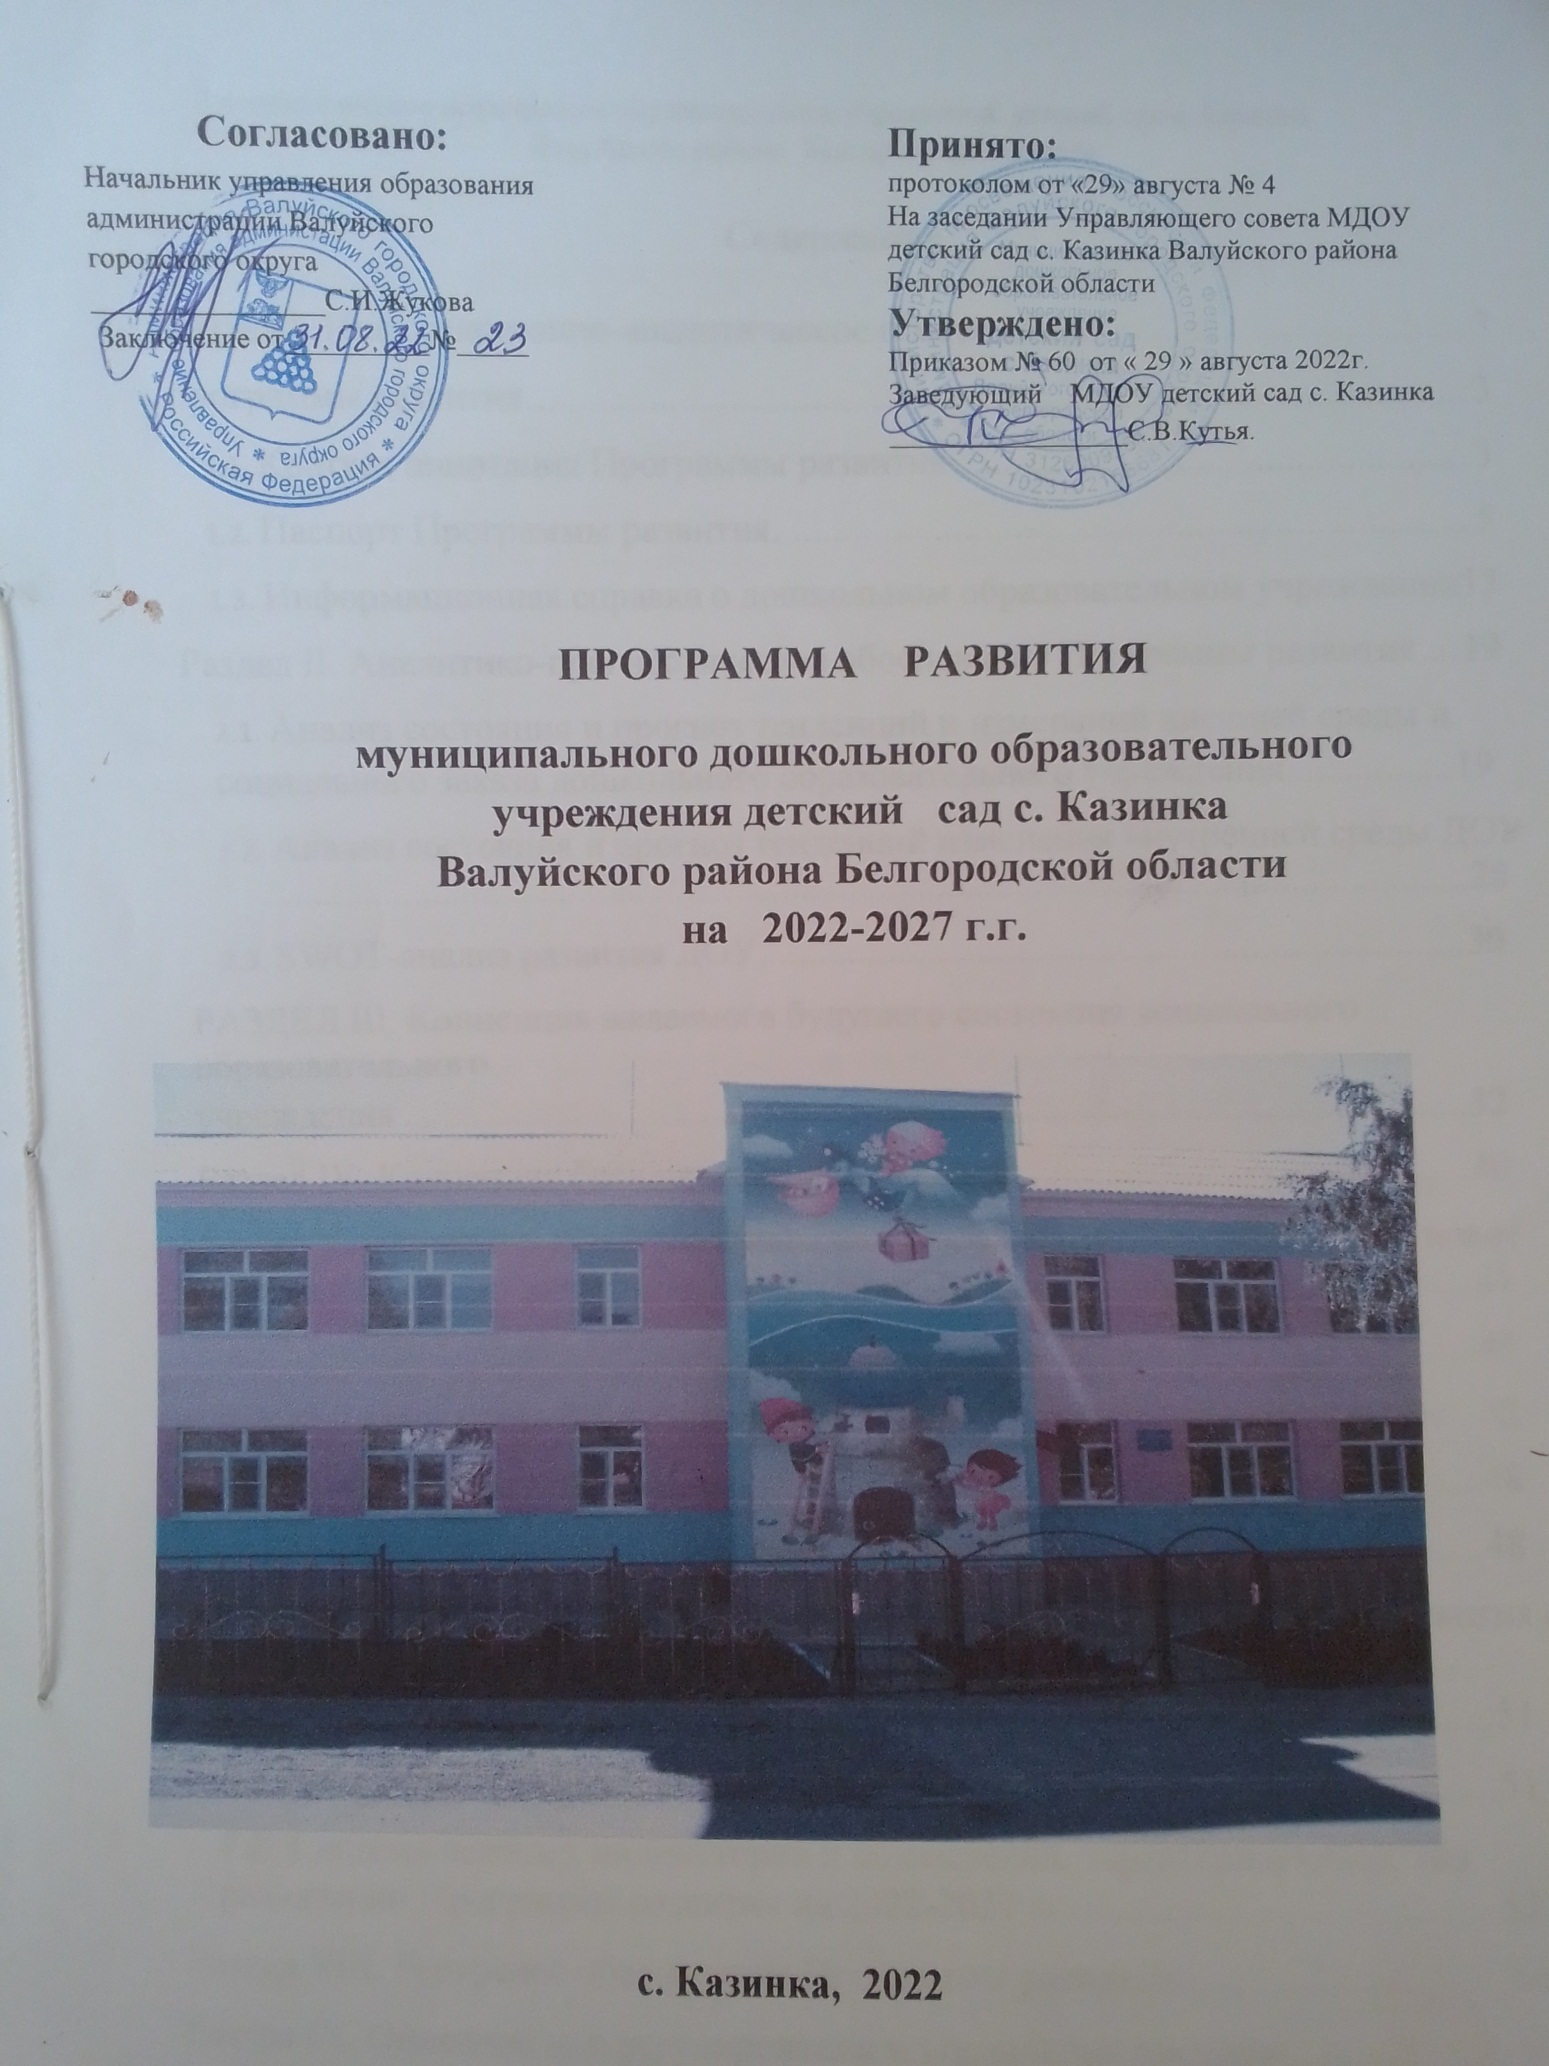 Согласовано:
Начальник управления образования
администрации Валуйского
городского округа
С.И.Жукова
Заключение от 31.08.22 № 23
Принято:
протоколом от «29» августа № 4
На заседании Управляющего совета МДОУ
детский сад с. Казинка Валуйского района
Белгородской области
Утверждено:
Приказом № 60 от « 29 » августа 2022г.
Заведующий МДОУ детский сад с. Казинка
С.В.Кутья.
ПРОГРАММА РАЗВИТИЯ
муниципального дошкольного образовательного
учреждения детский сад с. Казинка
Валуйского района Белгородской области
на 2022-2027 г.г.
с. Казинка, 2022